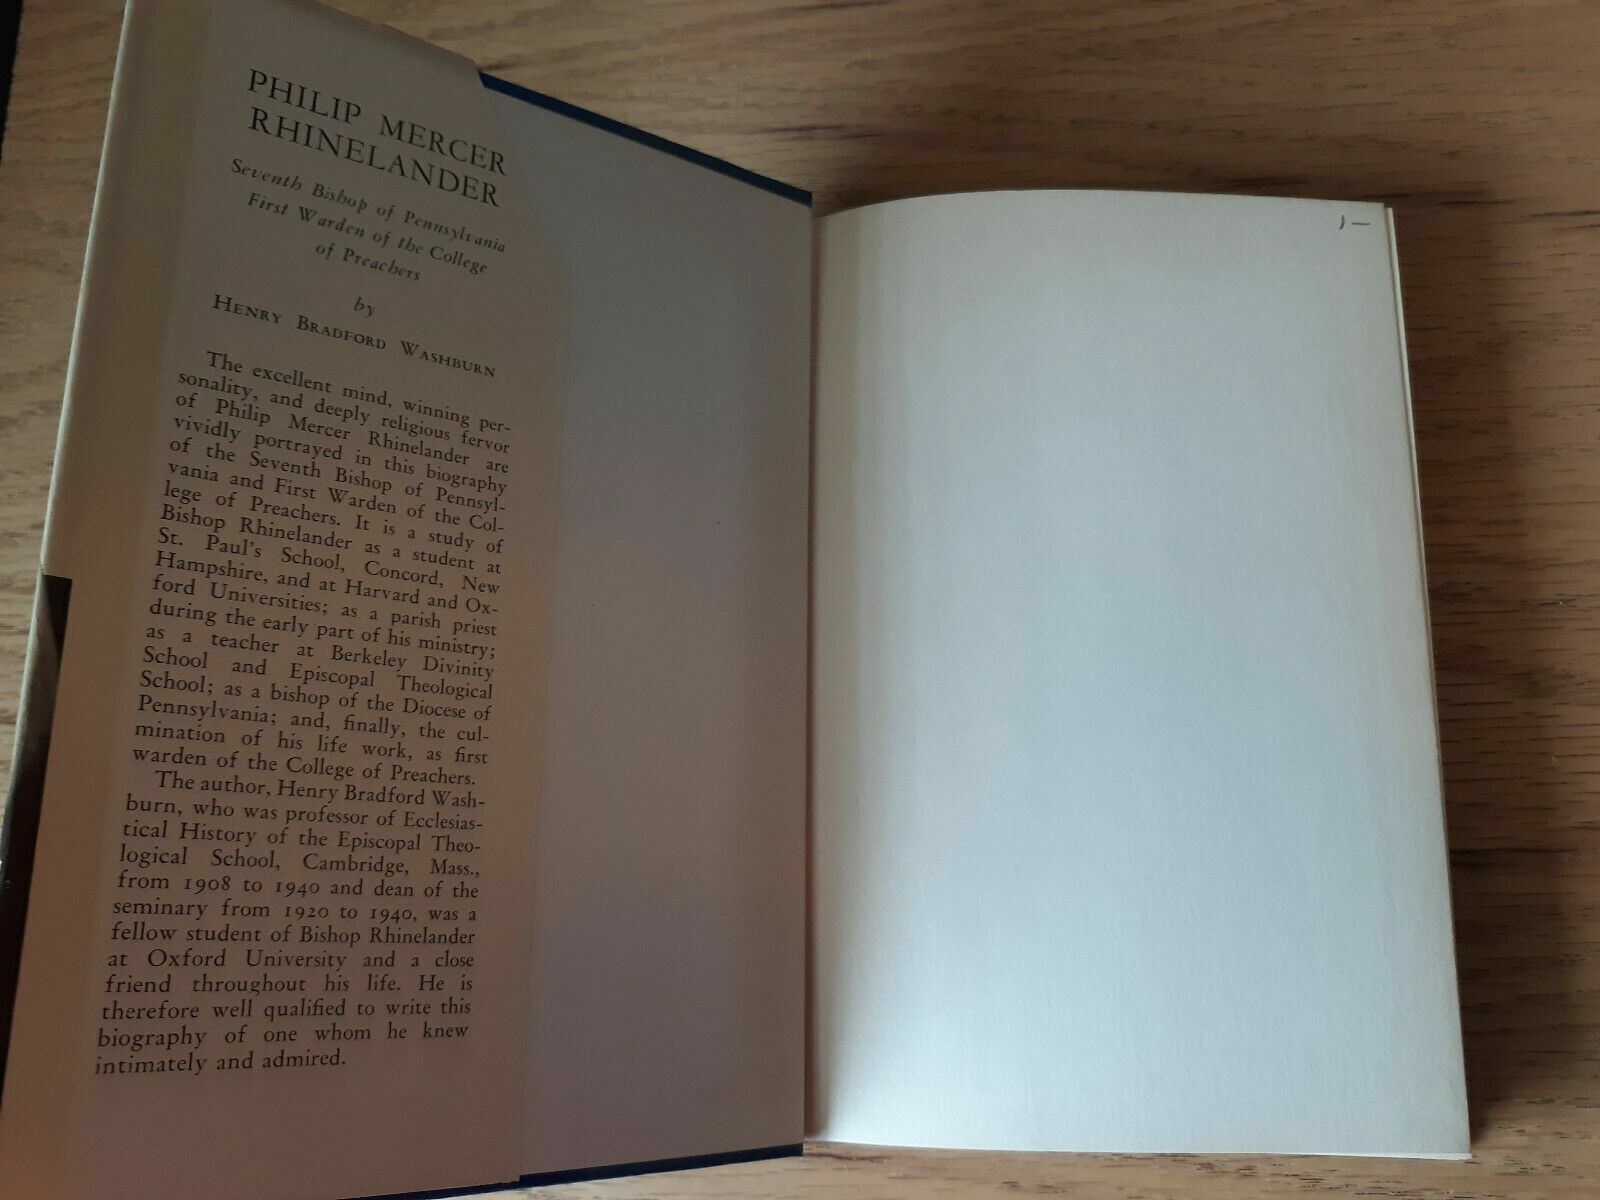 PHILIP MERCER
RHINELANDER
Seventh Bishop of Pennsylvania
First Warden of the College
of Preachers
by
HENRY BRADFORD WASHBURN
The excellent mind, winning per-
sonality, and deeply religious fervor
of Philip Mercer Rhinelander are
vividly portrayed in this biography
of the Seventh Bishop of Pennsyl-
vania and First Warden of the Col-
lege of Preachers. It is a study of
Bishop Rhinelander as a student at
St. Paul's School, Concord, New
Hampshire, and at Harvard and Ox-
ford Universities; as a parish priest
during the early part of his ministry;
as a teacher at Berkeley Divinity
School and Episcopal Theological
School; as a bishop of the Diocese of
Pennsylvania; and, finally, the cul-
mination of his life work, as first
warden of the College of Preachers.
The author, Henry Bradford Wash-
burn, who was professor of Ecclesias-
tical History of the Episcopal Theo-
logical School, Cambridge, Mass.,
from 1908 to 1940 and dean of the
seminary from 1920 to 1940, was a
fellow student of Bishop Rhinelander
at Oxford University and a close
friend throughout his life. He is
therefore well qualified to write this
biography of one whom he knew
intimately and admired.
1-